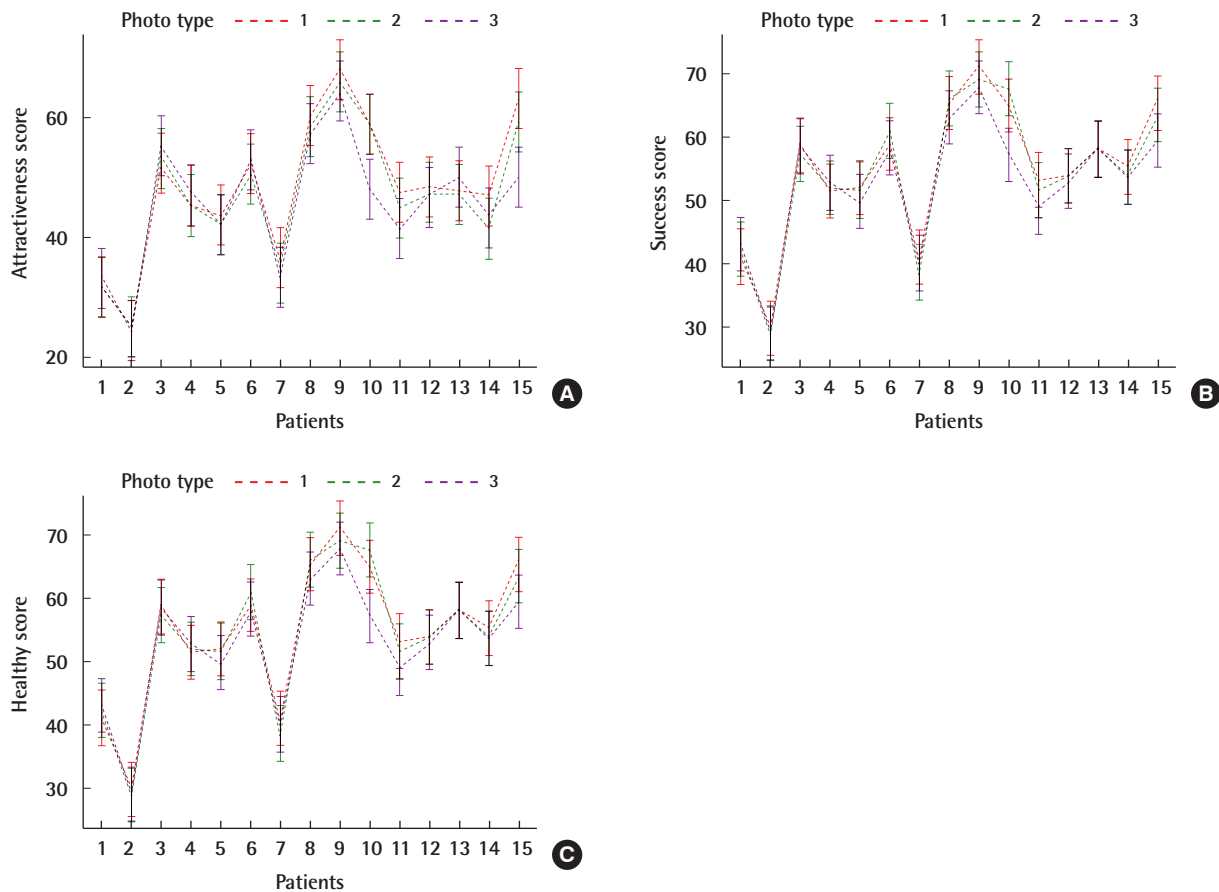 Photo type 1 2 3
Attractiveness score
60
40
20
1 2 3 4 5 6 7 8 9 10 11 12 13 14 15
Patients
A
Photo type 1 2 3
Success score
70
60
50
40
30
1 2 3 4 5 6 7 8 9 10 11 12 13 14 15
Patients
B
Photo type 1 2 3
Healthy score
70
60
50
40
30
1 2 3 4 5 6 7 8 9 10 11 12 13 14 15
Patients
C